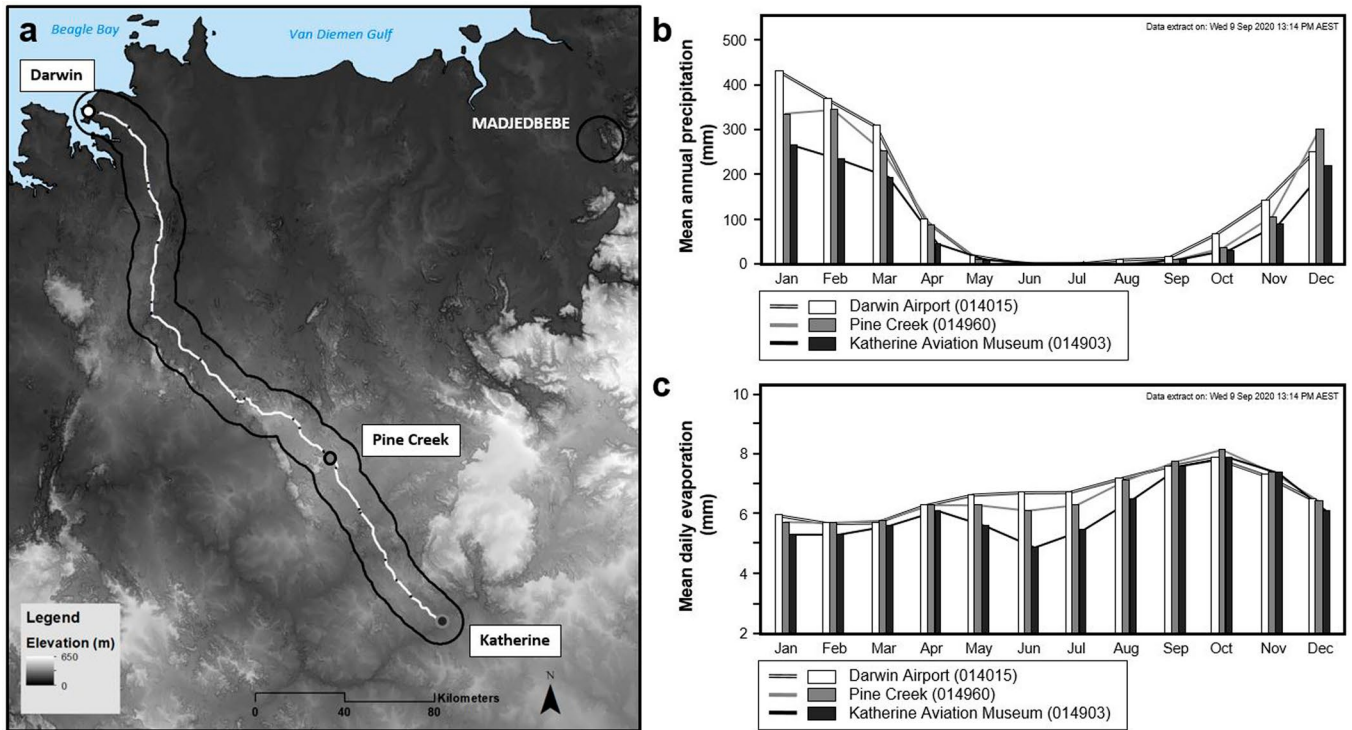 a
Beagle Bay
Van Diemen Gulf
Darwin
MADJEDBEBE
Pine Creek
Katherine
Legend
Elevation (m)
650
0
Kilometers
0 40 80
N
b
Data extract on: Wed 9 Sep 2020 13:14 PM AEST
Mean annual precipitation
(mm)
500
400
300
200
100
0
Jan Feb Mar Apr May Jun Jul Aug Sep Oct Nov Dec
Darwin Airport (014015)
Pine Creek (014960)
Katherine Aviation Museum (014903)
c
Data extract on: Wed 9 Sep 2020 13:14 PM AEST
Mean daily evaporation
(mm)
10
8
6
4
2
Jan Feb Mar Apr May Jun Jul Aug Sep Oct Nov Dec
Darwin Airport (014015)
Pine Creek (014960)
Katherine Aviation Museum (014903)